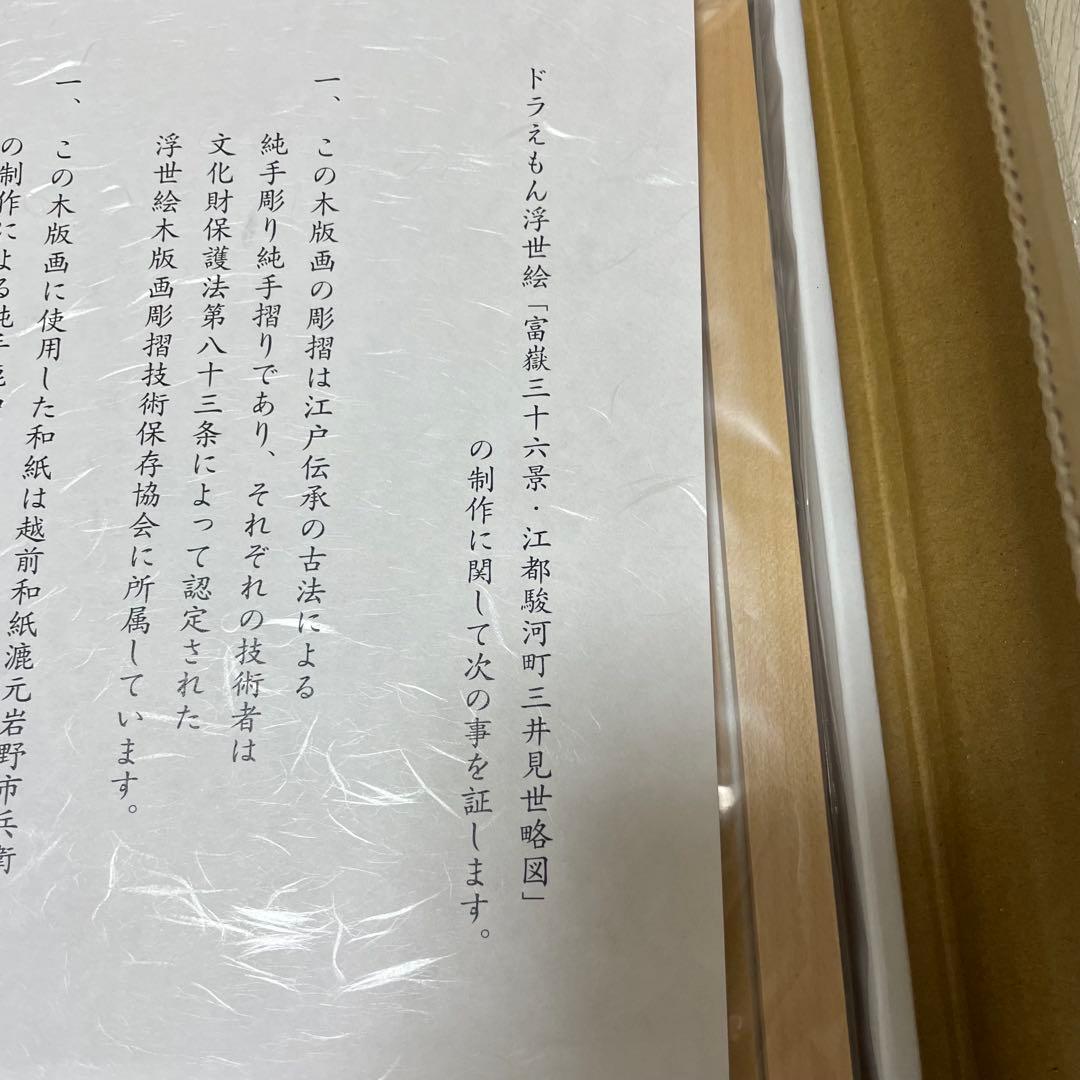 ドラえもん浮世絵「富嶽三十六景・江都駿河町三井見世略図」
の制作に関して次の事を証します。
一、この木版画の彫摺は江戸伝承の古法による
純手彫り純手摺りであり、それぞれの技術者は
文化財保護法第八十三条によって認定された
浮世絵木版画彫摺技術保存協会に所属しています。
一、この木版画に使用した和紙は越前和紙漉元岩野市兵衛
の制作による純手